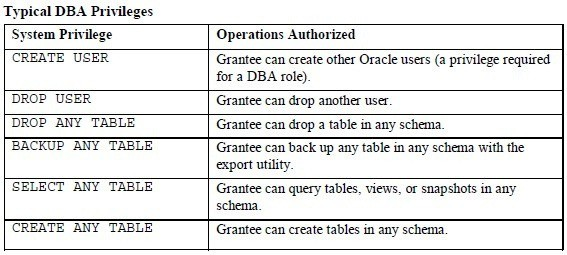 Typical DBA Privileges
System Privilege Operations Authorized
CREATE USER Grantee can create other Oracle users (a privilege required
for a DBA role).
DROP USER Grantee can drop another user.
DROP ANY TABLE Grantee can drop a table in any schema.
BACKUP ANY TABLE Grantee can back up any table in any schema with the
export utility.
SELECT ANY TABLE Grantee can query tables, views, or snapshots in any
schema.
CREATE ANY TABLE Grantee can create tables in any schema.